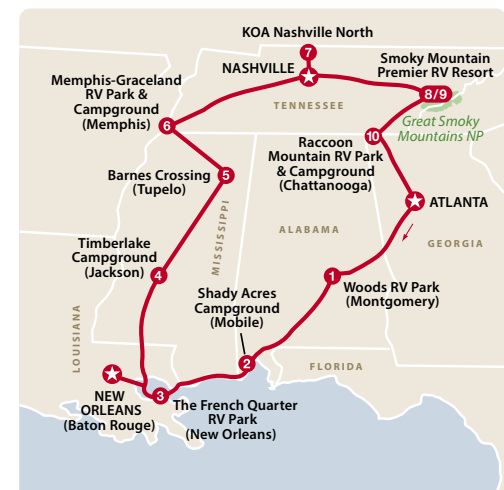 KOA Nashville North
7
NASHVILLE
Smoky Mountain
Premier RV Resort
8/9
Memphis-Graceland
RV Park &
Campground
(Memphis)
TENNESSEE
Great Smoky
Mountains NP
6
10
Raccoon
Mountain RV Park
& Campground
(Chattanooga)
Barnes Crossing
(Tupelo)
5
ATLANTA
MISSISSIPPI
ALABAMA
GEORGIA
Timberlake
Campground
(Jackson)
4
1
Woods RV Park
(Montgomery)
Shady Acres
Campground
(Mobile)
LOUISIANA
2
FLORIDA
NEW
ORLEANS
(Baton Rouge)
3
The French Quarter
RV Park
(New Orleans)